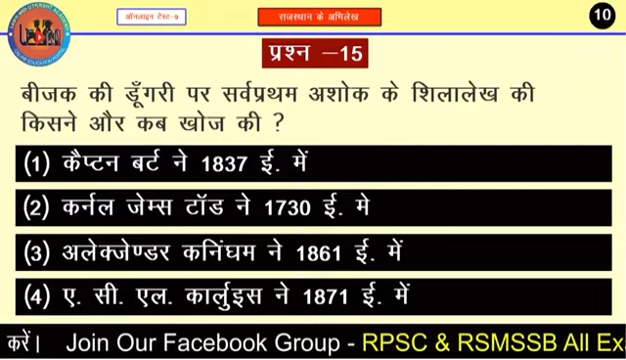 ऑनलाइन टेस्ट-9
राजस्थान के अभिलेख
10
प्रश्न –15
बीजक की डूँगरी पर सर्वप्रथम अशोक के शिलालेख की
किसने और कब खोज की ?
(1) कैप्टन बर्ट ने 1837 ई. में
(2) कर्नल जेम्स टॉड ने 1730 ई. मे
(3) अलेक्जेण्डर कनिंघम ने 1861 ई. में
(4) ए. सी. एल. कार्लुइस ने 1871 ई. में
करें। Join Our Facebook Group - RPSC & RSMSSB All Ex